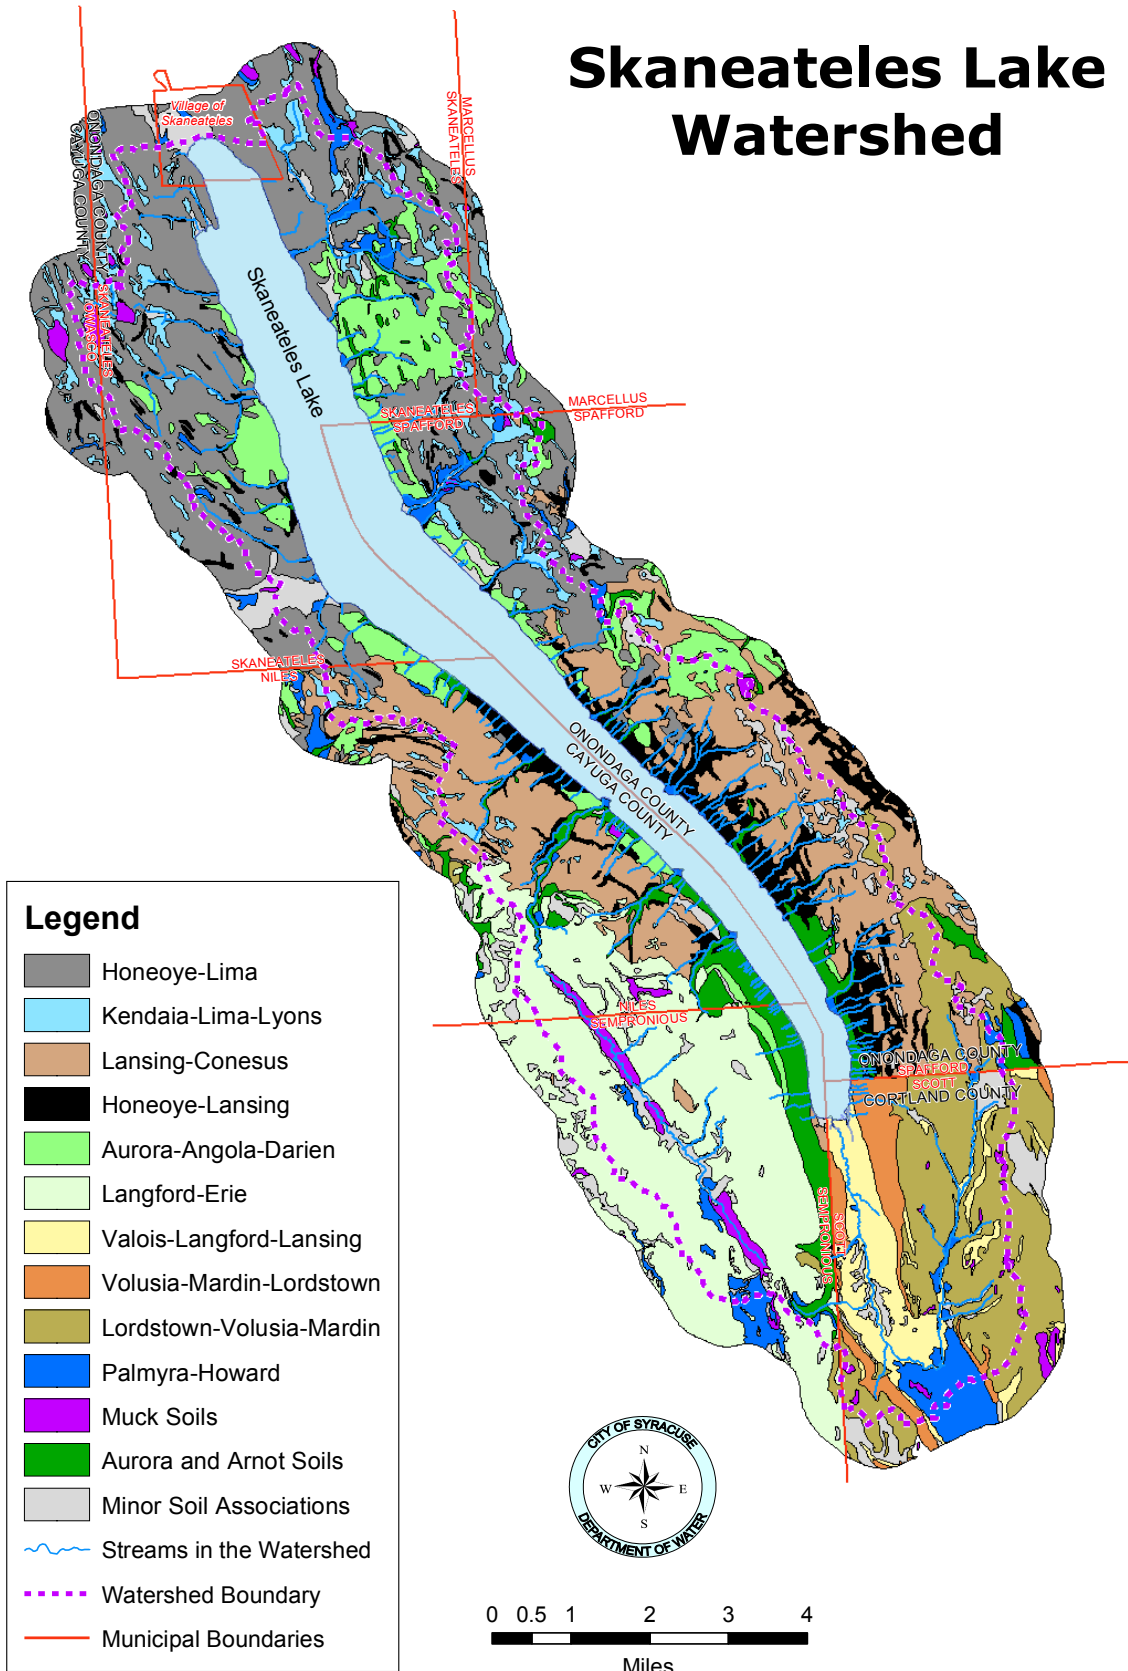 Skaneateles Lake
Watershed
Village of
Skaneateles
MARCELLUS
SKANEATELES
ONONDAGA COUNTY
CAYUGA COUNTY
SKANEATELES
OWASCO
Skaneateles Lake
SKANEATELES
SPAFFORD
MARCELLUS
SPAFFORD
SKANEATELES
NILES
ONONDAGA COUNTY
CAYUGA COUNTY
NILES
SEMPRONIOUS
ONONDAGA COUNTY
SPAFFORD
SCOTT
CORTLAND COUNTY
SCOTT
SEMPRONIOUS
Legend
Honeoye-Lima
Kendaia-Lima-Lyons
Lansing-Conesus
Honeoye-Lansing
Aurora-Angola-Darien
Langford-Erie
Valois-Langford-Lansing
Volusia-Mardin-Lordstown
Lordstown-Volusia-Mardin
Palmyra-Howard
Muck Soils
Aurora and Arnot Soils
Minor Soil Associations
Streams in the Watershed
Watershed Boundary
Municipal Boundaries
CITY OF SYRACUSE
N
W E
S
DEPARTMENT OF WATER
0 0.5 1 2 3 4
Miles